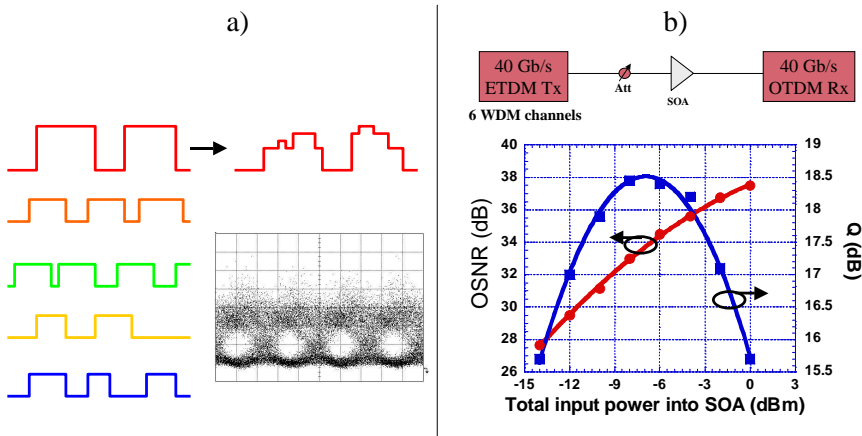 a)
b)
40 Gb/s
ETDM Tx
Att
SOA
40 Gb/s
OTDM Rx
6 WDM channels
OSNR (dB)
40
38
36
34
32
30
28
26
19
18.5
18
17.5
17
16.5
16
15.5
Q (dB)
-15 -12 -9 -6 -3 0 3
Total input power into SOA (dBm)